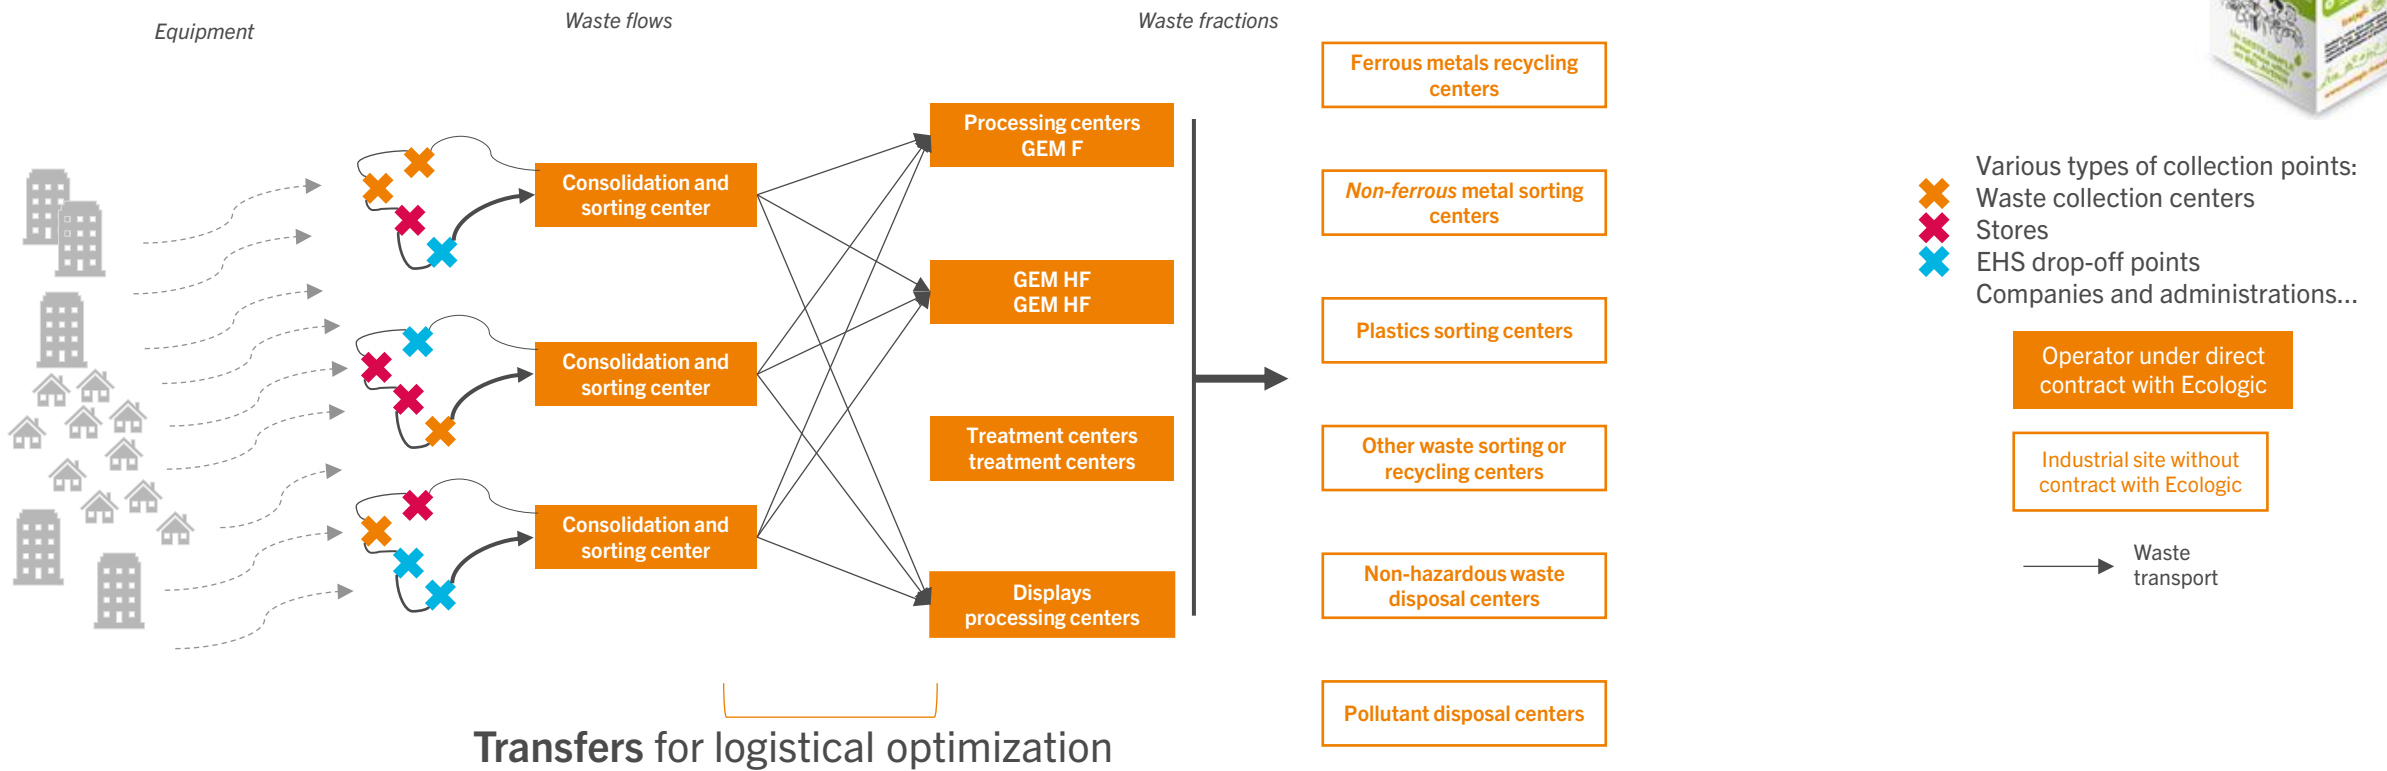 Equipment
Waste flows
Waste fractions
Consolidation and
sorting center
Consolidation and
sorting center
Consolidation and
sorting center
Processing centers
GEM F
GEM HF
GEM HF
Treatment centers
treatment centers
Displays
processing centers
Ferrous metals recycling
centers
Non-ferrous metal sorting
centers
Plastics sorting centers
Other waste sorting or
recycling centers
Non-hazardous waste
disposal centers
Pollutant disposal centers
Transfers for logistical optimization
Various types of collection points:
Waste collection centers
Stores
EHS drop-off points
Companies and administrations...
Operator under direct
contract with Ecologic
Industrial site without
contract with Ecologic
Waste
transport